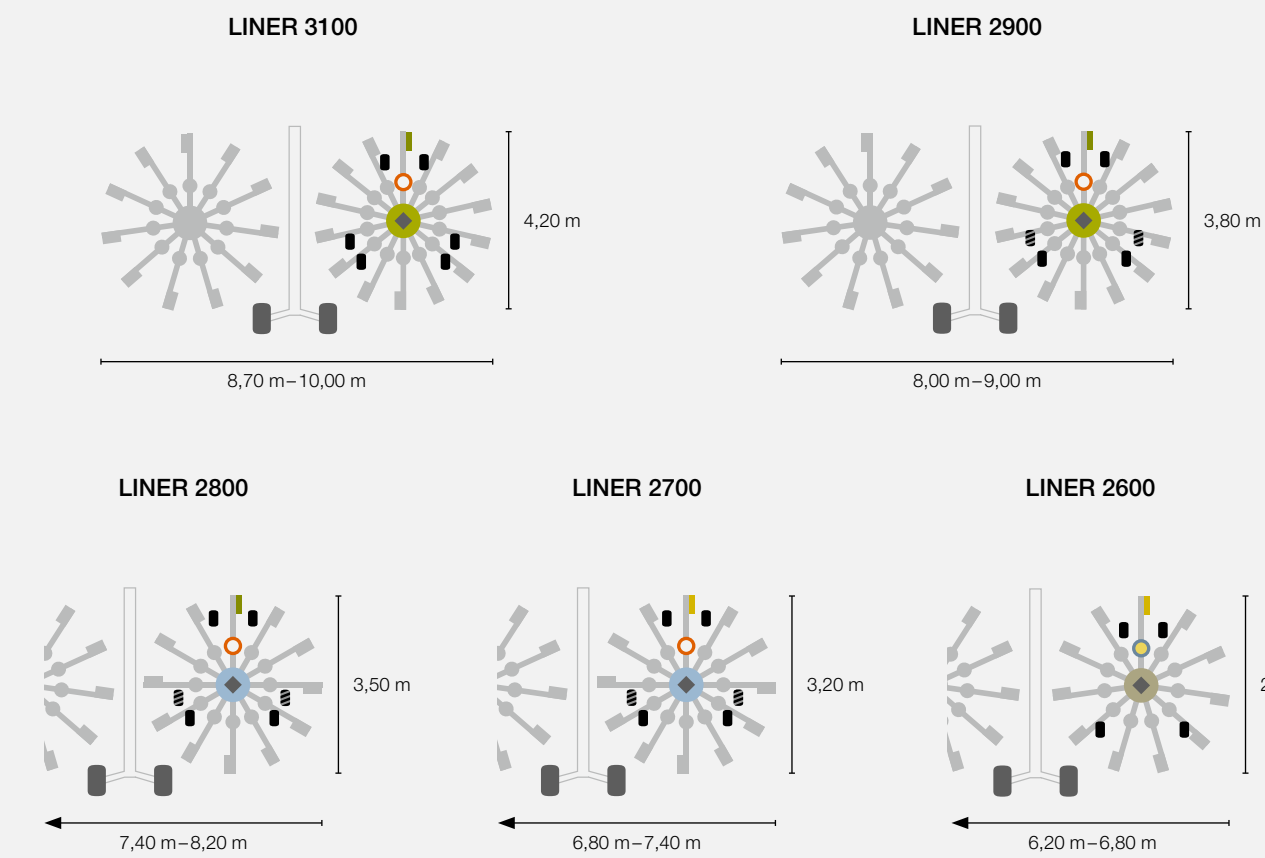 LINER 3100
LINER 2900
4,20 m
3,80 m
8,70 m–10,00 m
8,00 m–9,00 m
LINER 2800
LINER 2700
LINER 2600
3,50 m
3,20 m
7,40 m–8,20 m
6,80 m–7,40 m
6,20 m–6,80 m